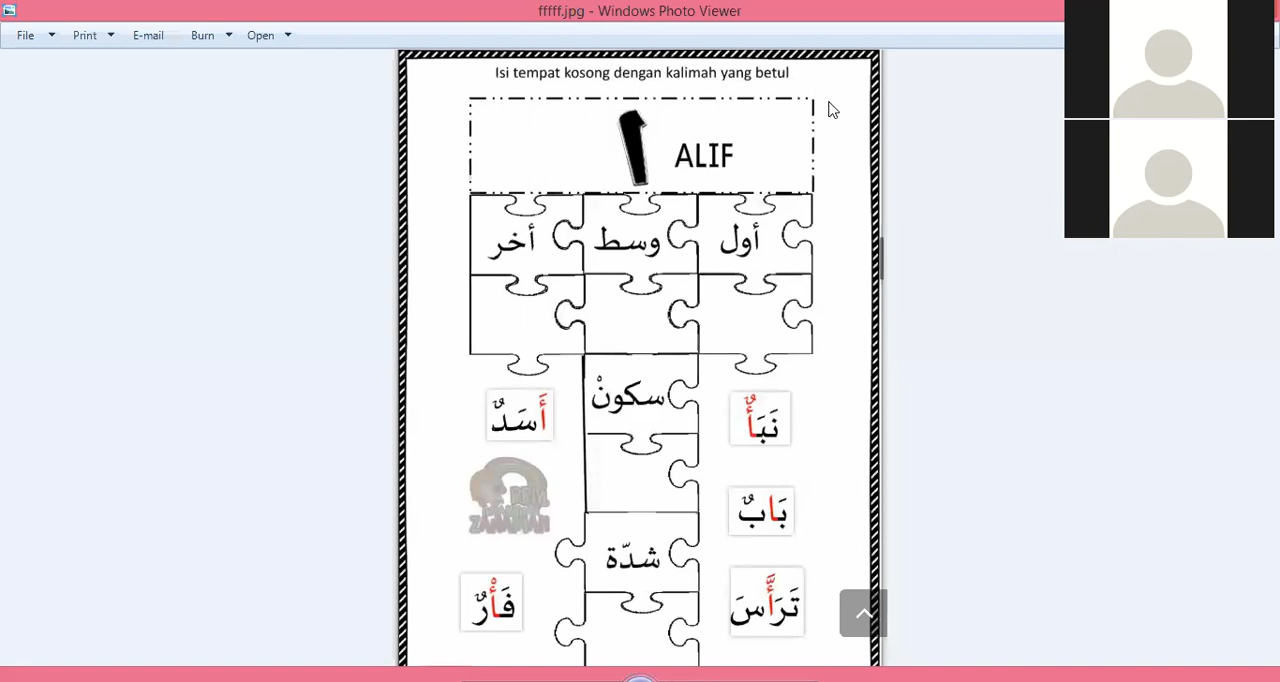 fffff.jpg - Windows Photo Viewer
File Print E-mail Burn Open
Isi tempat kosong dengan kalimah yang betul
ا ALIF
أول وسط أخر
سكونْ
نَبَأٌ
أَسَدٌ
بَابٌ
شدّة
تَرَأَّسَ
فَأْرٌ